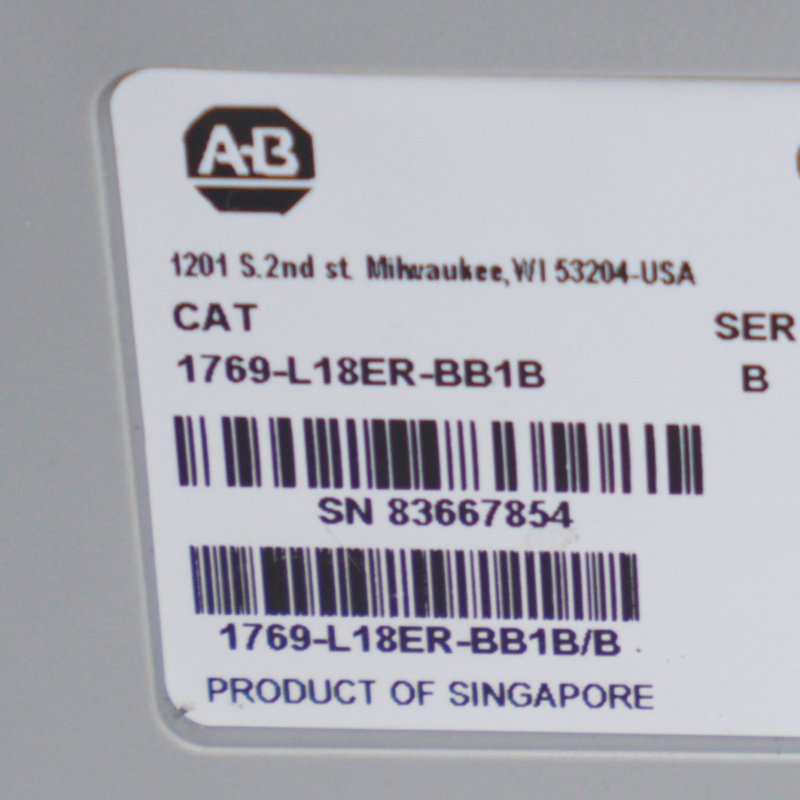 A-B
1201 S.2nd st. Milwaukee, WI 53204-USA
CAT SER
1769-L18ER-BB1B B
SN 83667854
1769-L18ER-BB1B/B
PRODUCT OF SINGAPORE